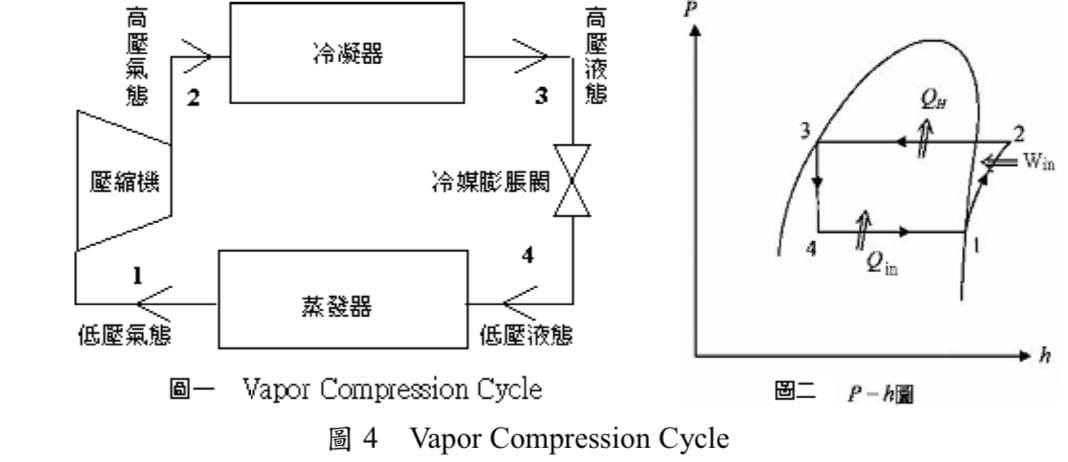 高壓氣態
2
冷凝器
3
高壓液態
壓縮機
冷媒膨脹閥
1
低壓氣態
蒸發器
4
低壓液態
圖一 Vapor Compression Cycle
P
3
Q_H
2
W_in
4
Q_in
1
h
圖二 P－h圖
圖 4 Vapor Compression Cycle